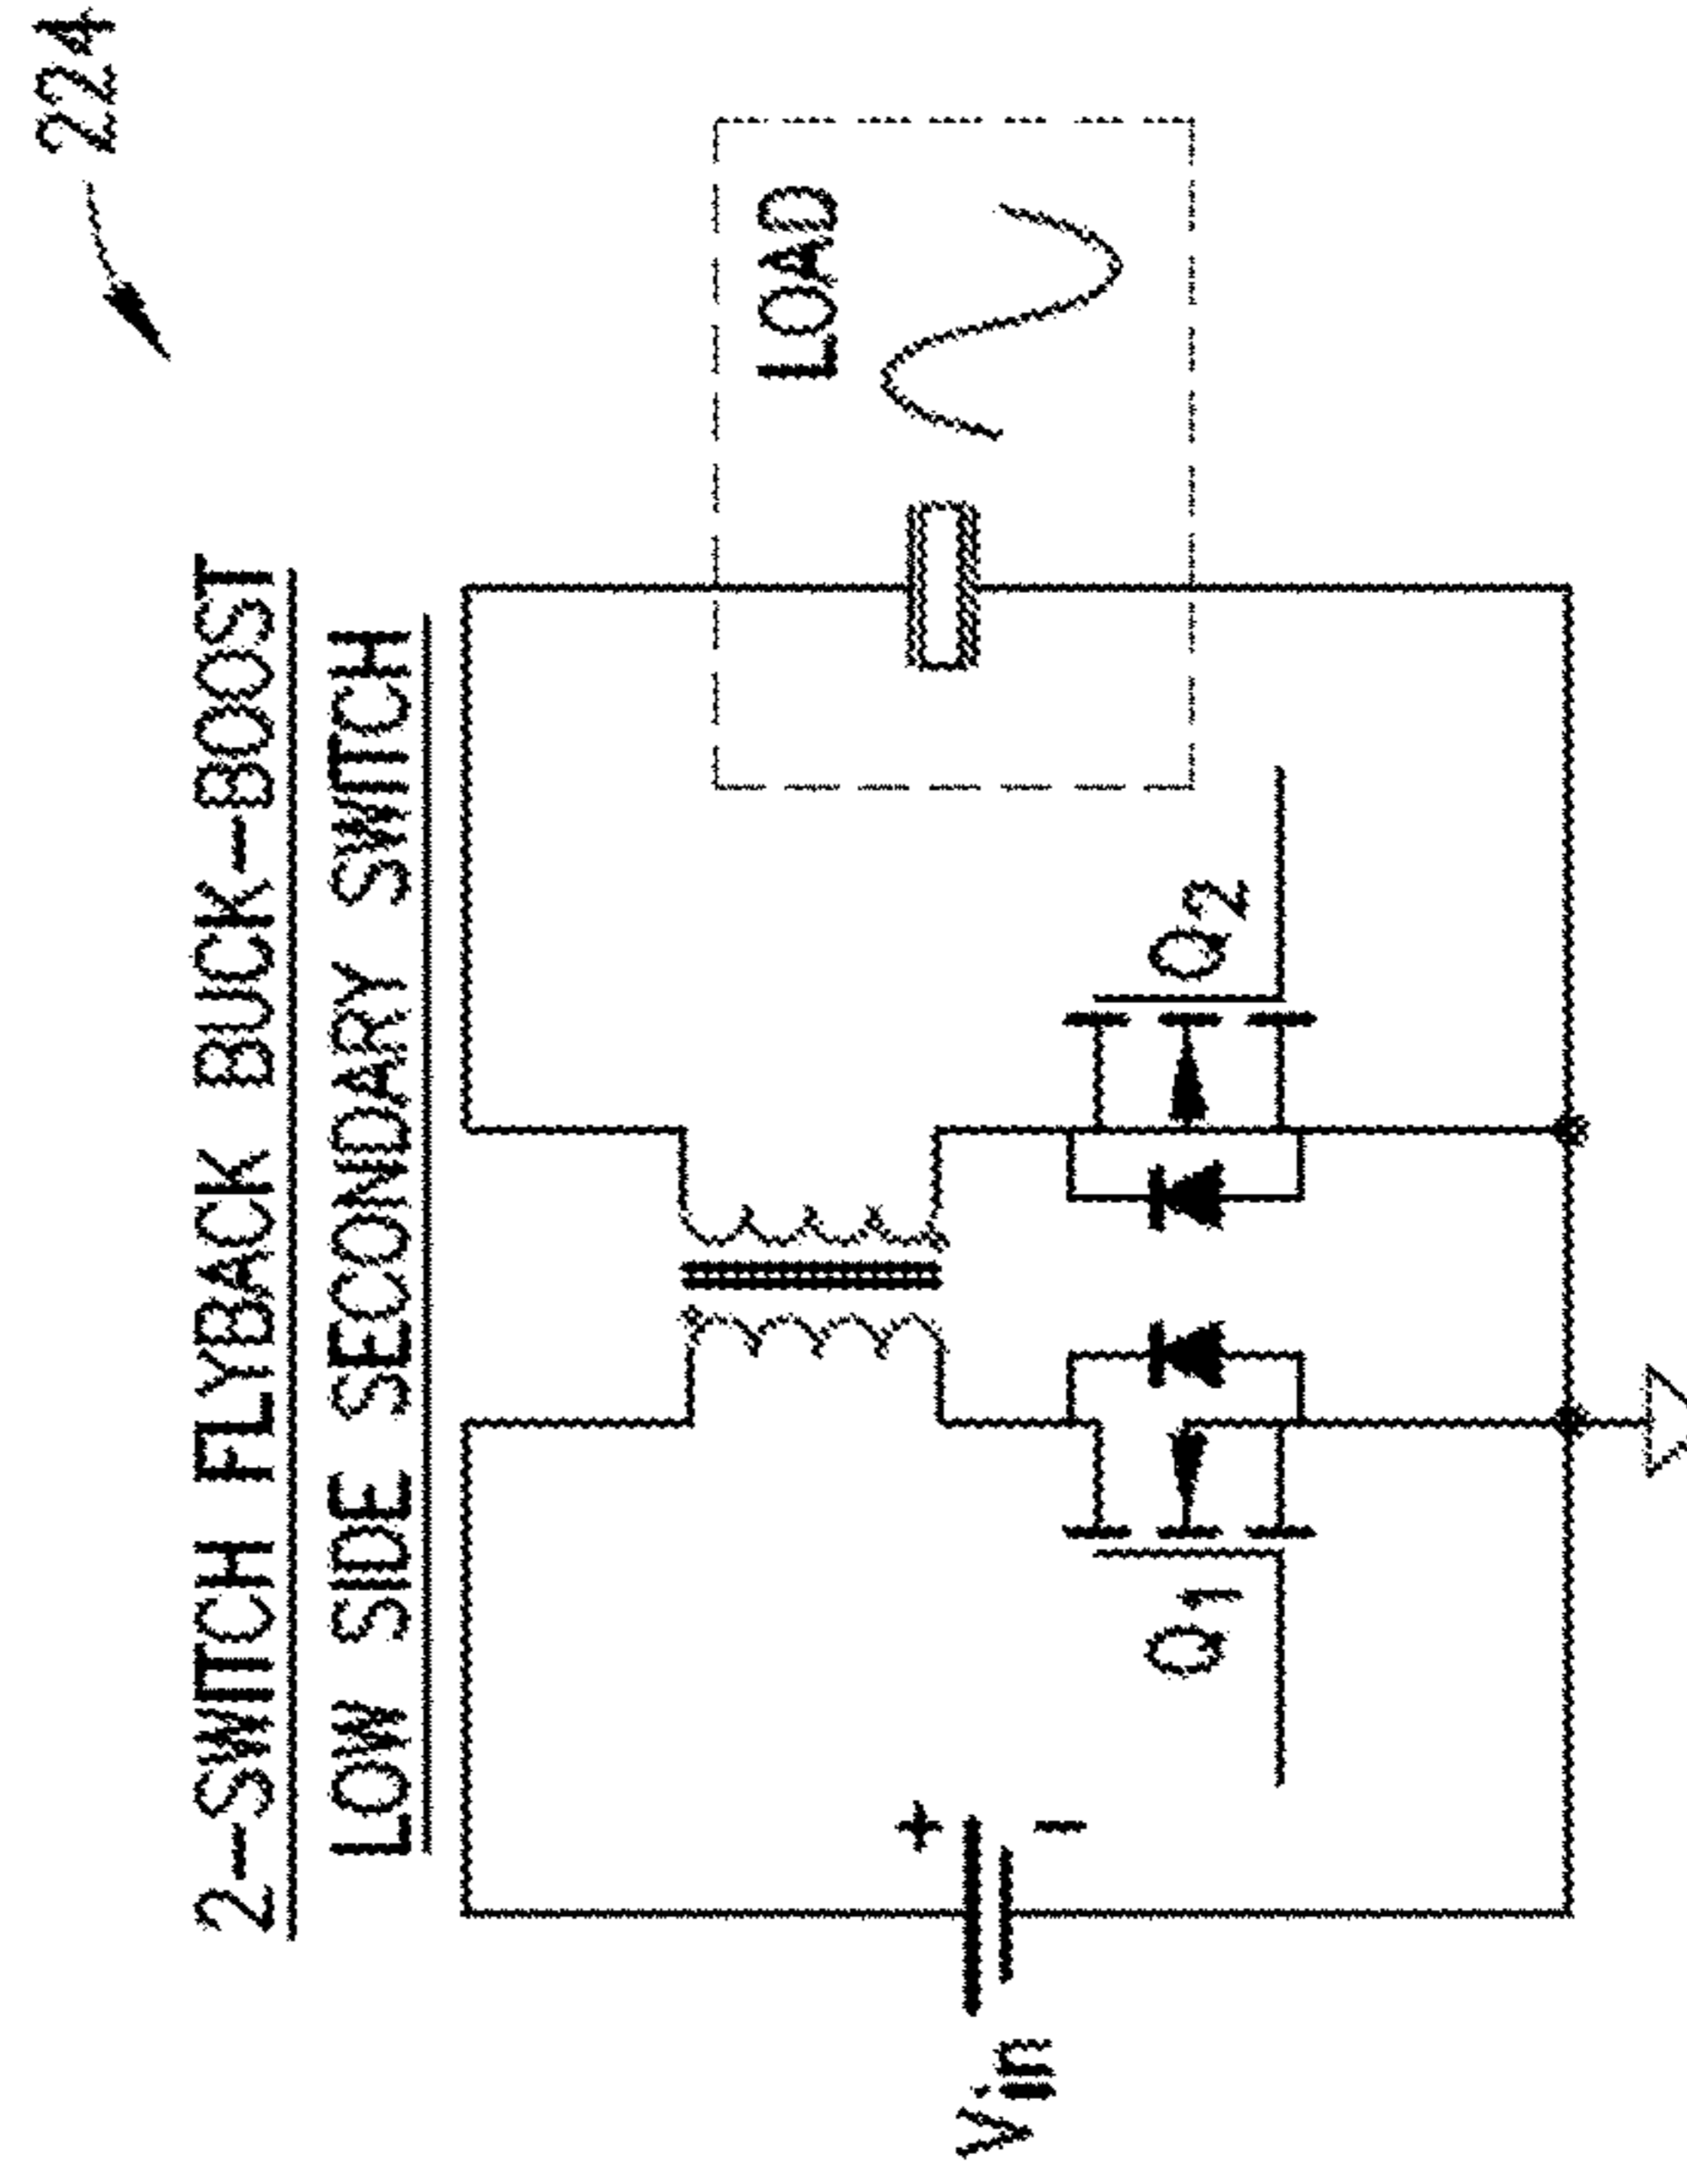 224
2-SWITCH FLYBACK BUCK-BOOST
LOW SIDE SECONDARY SWITCH
LOAD
Vin
+
-
Q1
Q2